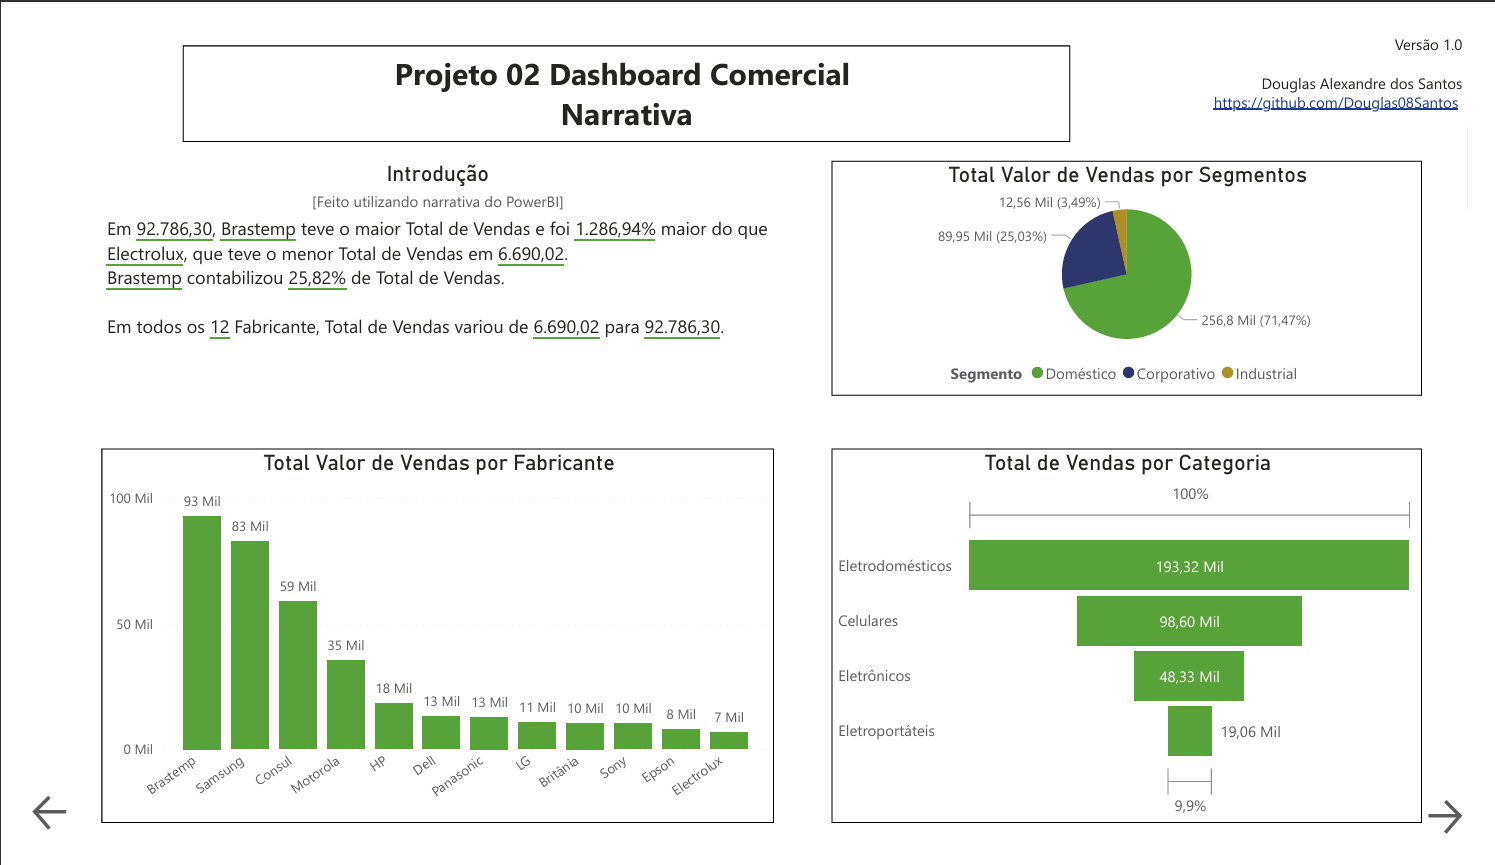 Versão 1.0
Projeto 02 Dashboard Comercial
Narrativa
Douglas Alexandre dos Santos
https://github.com/Douglas08Santos
Introdução
[Feito utilizando narrativa do PowerBI]
Em 92.786,30, Brastemp teve o maior Total de Vendas e foi 1.286,94% maior do que
Electrolux, que teve o menor Total de Vendas em 6.690,02.
Brastemp contabilizou 25,82% de Total de Vendas.
Em todos os 12 Fabricante, Total de Vendas variou de 6.690,02 para 92.786,30.
Total Valor de Vendas por Segmentos
12,56 Mil (3,49%)
89,95 Mil (25,03%)
256,8 Mil (71,47%)
Segmento Doméstico Corporativo Industrial
Total Valor de Vendas por Fabricante
100 Mil
50 Mil
0 Mil
93 Mil
83 Mil
59 Mil
35 Mil
18 Mil
13 Mil
13 Mil
11 Mil
10 Mil
10 Mil
8 Mil
7 Mil
Brastemp
Samsung
Consul
Motorola
HP
Dell
Panasonic
LG
Britânia
Sony
Epson
Electrolux
Total de Vendas por Categoria
100%
Eletrodomésticos 193,32 Mil
Celulares 98,60 Mil
Eletrônicos 48,33 Mil
Eletroportáteis 19,06 Mil
9,9%